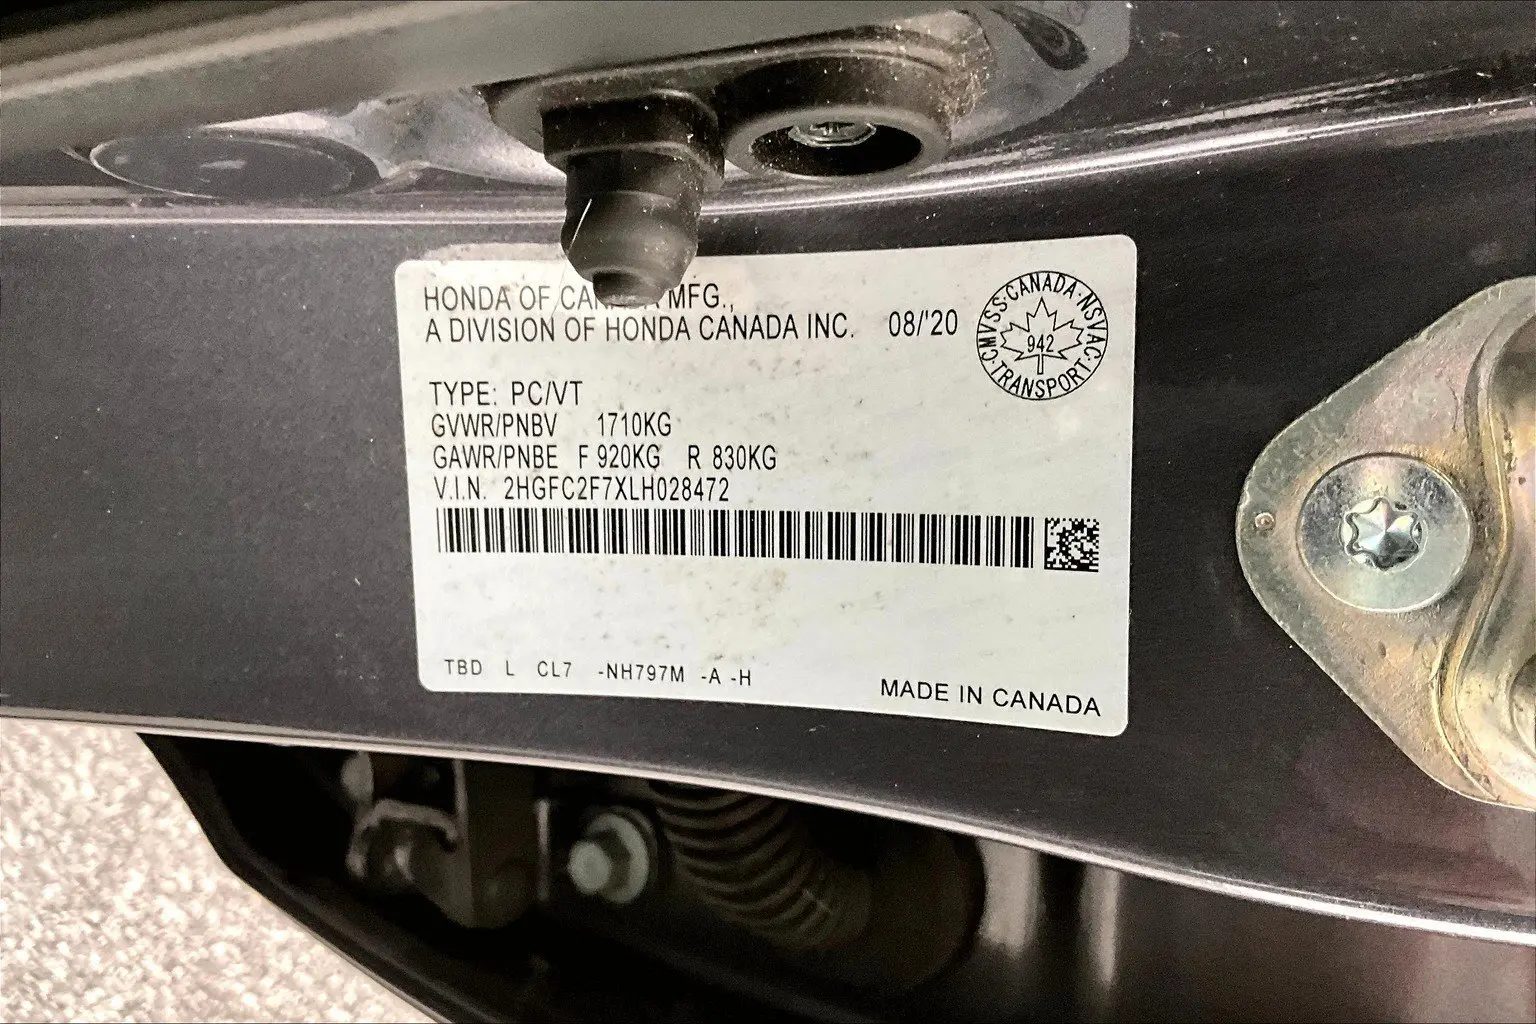 HONDA OF CANADA MFG.,
A DIVISION OF HONDA CANADA INC. 08/'20
CMVSS·CANADA·NSVAC·TRANSPORT·
942
TYPE: PC/VT
GVWR/PNBV 1710KG
GAWR/PNBE F 920KG R 830KG
V.I.N. 2HGFC2F7XLH028472
TBD L CL7 -NH797M -A -H
MADE IN CANADA